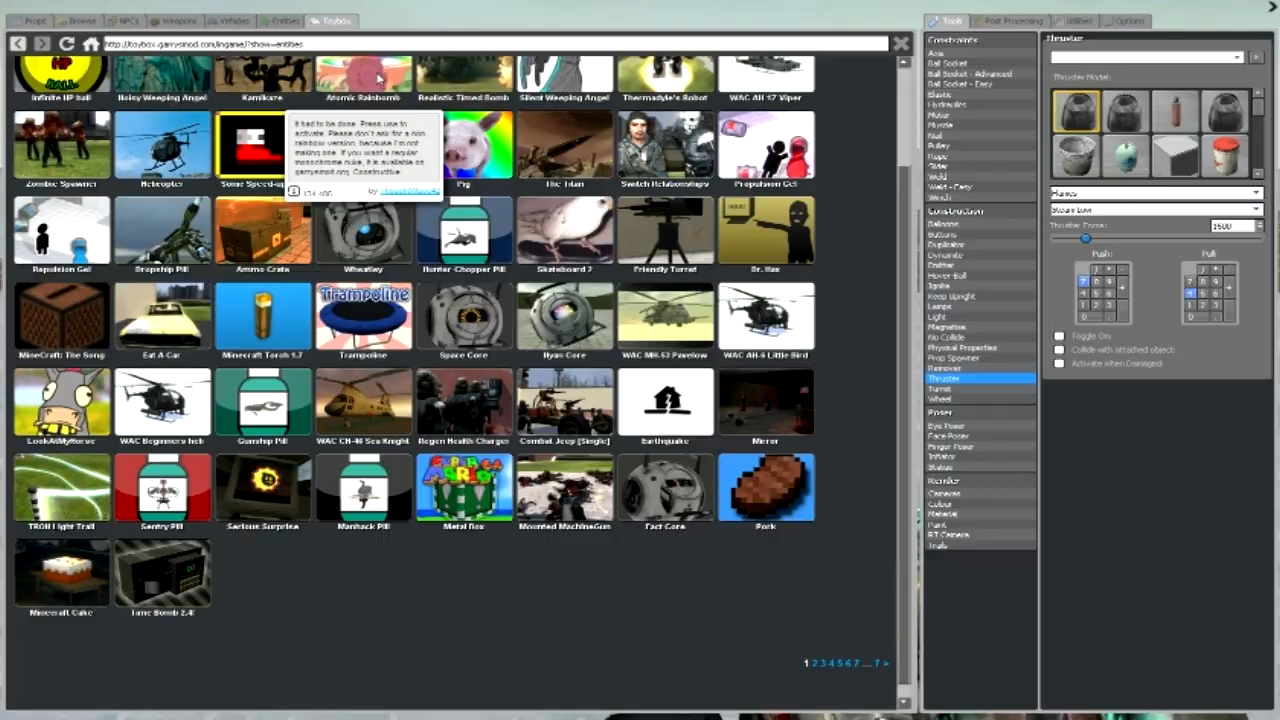 Props Browse NPCs Weapons Vehicles Entities Toybox
http://toybox.garrysmod.com/ingame/?show=entities
Infinite HP ball Noisy Weeping Angel Kamikaze Atomic Rainbomb Realistic Timed Bomb Silent Weeping Angel Thermadyle's Robot WAC AH-1Z Viper
It had to be done. Press use to
activate. Please don't ask for a non
rainbow version, because I'm not
making one. If you want a regular
monochrome nuke, it is available on
garrysmod.org. Constructive
by
Zombie Spawner Helicopter Some Speed-up Pig The Titan Switch Relationships Propulsion Gel
Repulsion Gel Dropship Pill Ammo Crate Wheatley Hunter-Chopper Pill Skateboard 2 Friendly Turret Dr. Hax
Trampoline
MineCraft: The Song Eat A Car Minecraft Torch 1.7 Trampoline Space Core Ryan Core WAC MH-53 Pavelow WAC AH-6 Little Bird
LookAtMyHorse WAC Beginners heli Gunship Pill WAC CH-46 Sea Knight Regen Health Charger Combat Jeep [Single] Earthquake Mirror
TRON Light Trail Sentry Pill Serious Surprise Manhack Pill Metal Box Mounted MachineGun Fact Core Pork
Minecraft Cake Time Bomb 2.4!
1 2 3 4 5 6 7 ... 7 >
Tools Post Processing Utilities Options
Constraints
Axis
Ball Socket
Ball Socket - Advanced
Ball Socket - Easy
Elastic
Hydraulics
Motor
Muscle
Nail
Pulley
Rope
Slider
Weld
Weld - Easy
Winch
Construction
Balloons
Buttons
Duplicator
Dynamite
Emitter
Hover-Ball
Ignite
Keep Upright
Lamps
Light
Magnetise
No Collide
Physical Properties
Prop Spawner
Remover
Thruster
Turret
Wheel
Poser
Eye Poser
Face Poser
Finger Poser
Inflator
Statue
Render
Cameras
Colour
Material
Paint
RT Camera
Trails
Thruster
Thruster Model:
Flames
Steam Low
Thruster Force: 1500
Push: Pull:
Toggle On
Collide with attached object
Activate when Damaged